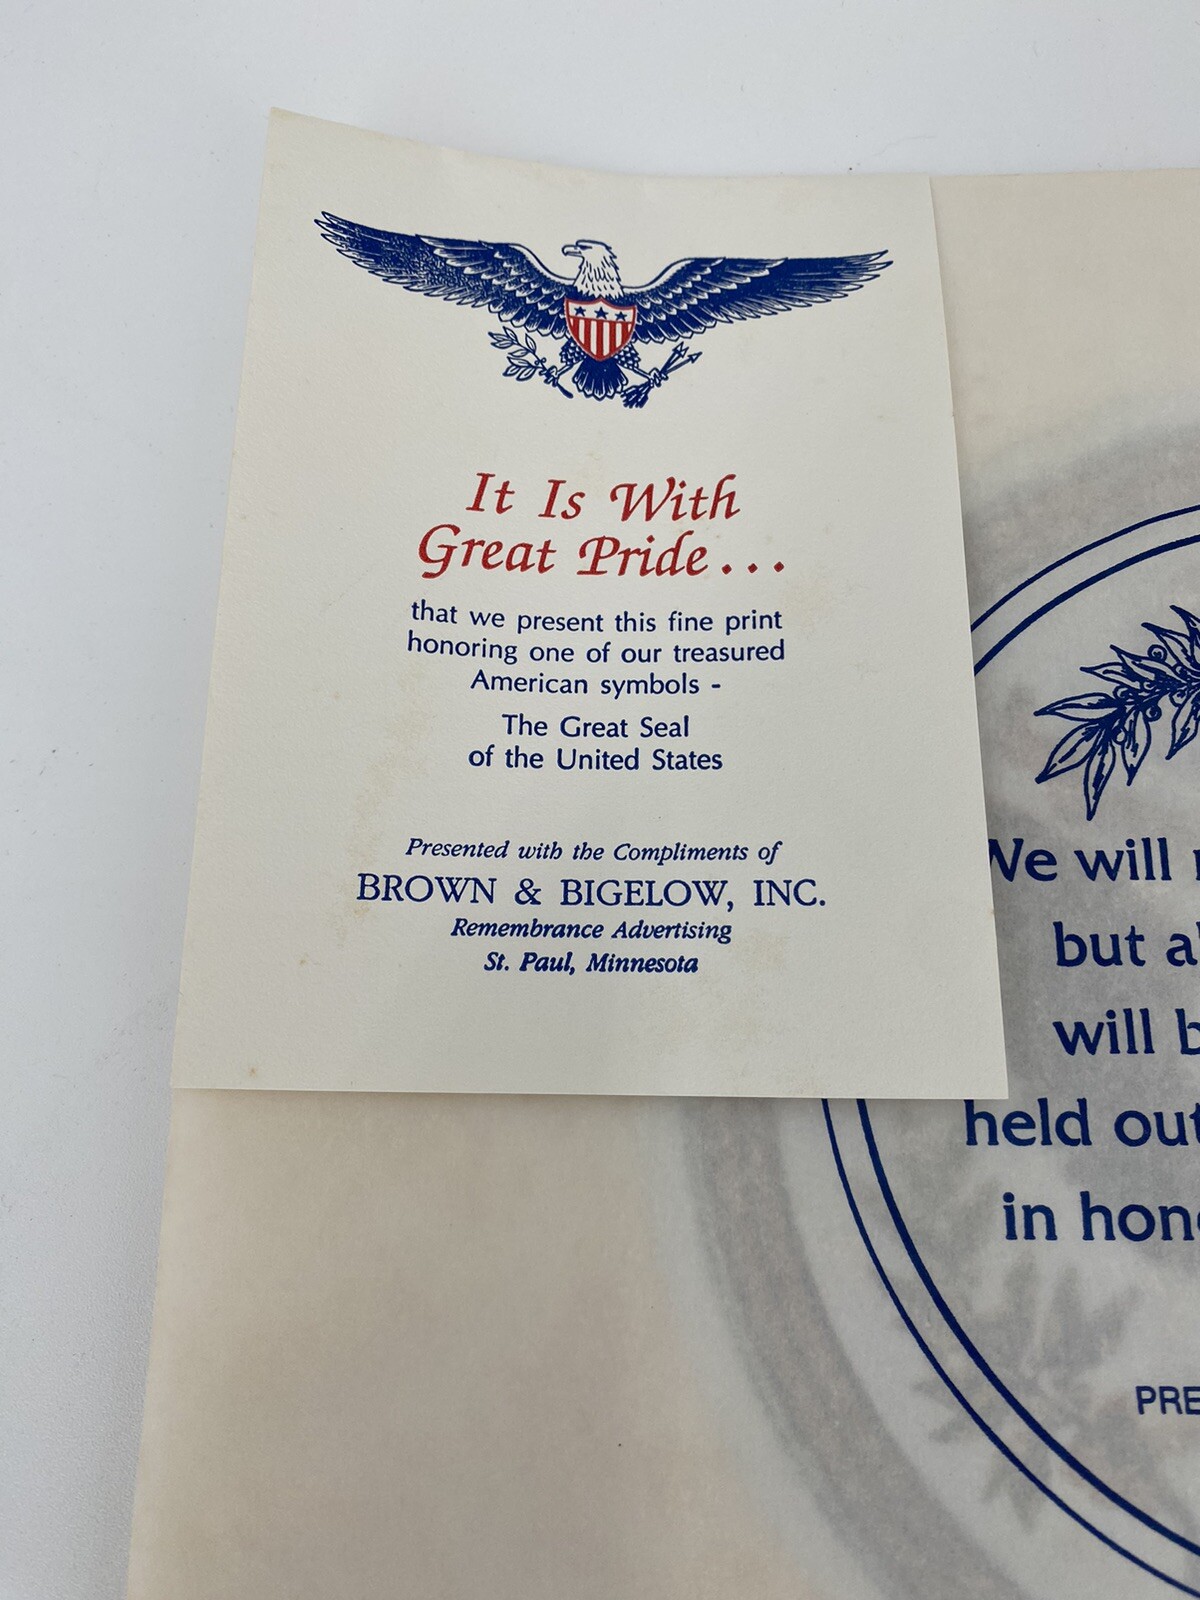 It Is With
Great Pride...
that we present this fine print
honoring one of our treasured
American symbols -
The Great Seal
of the United States
Presented with the Compliments of
BROWN & BIGELOW, INC.
Remembrance Advertising
St. Paul, Minnesota
We will
but
will
held out
in